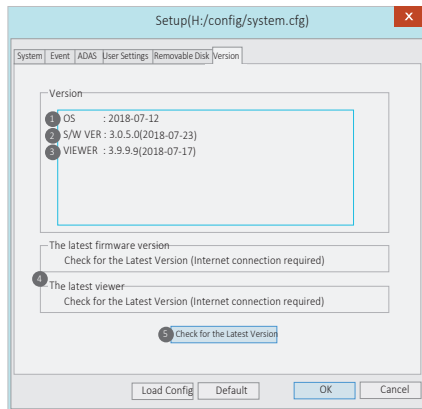 Setup(H:/config/system.cfg)
X
System Event ADAS User Settings Removable Disk Version
Version
1 OS : 2018-07-12
2 S/W VER : 3.0.5.0(2018-07-23)
3 VIEWER : 3.9.9.9(2018-07-17)
The latest firmware version
Check for the Latest Version (Internet connection required)
4
The latest viewer
Check for the Latest Version (Internet connection required)
5 Check for the Latest Version
Load Config Default OK Cancel